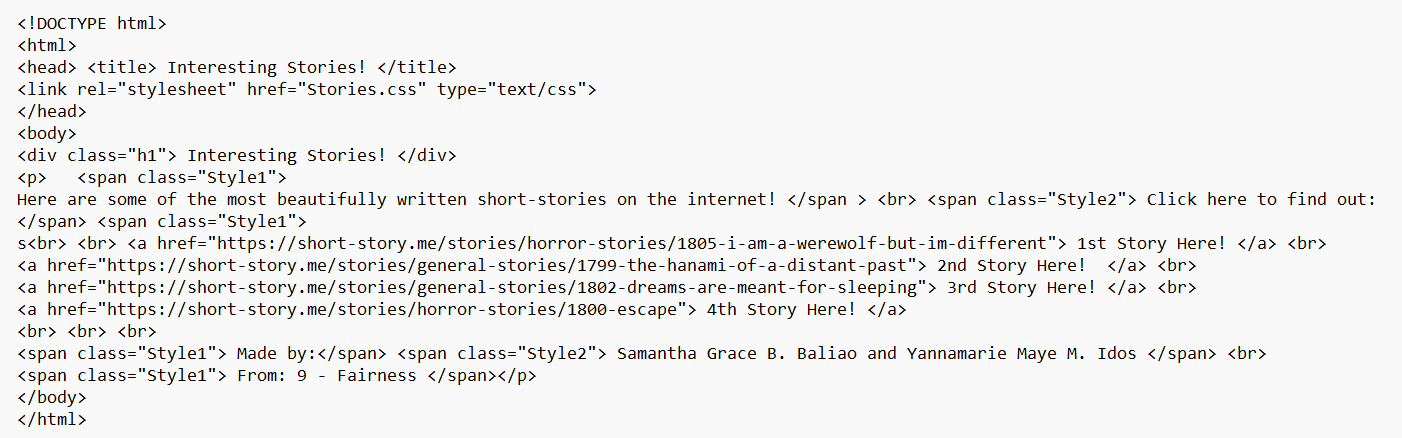 <!DOCTYPE html>
<html>
<head> <title> Interesting Stories! </title>
<link rel="stylesheet" href="Stories.css" type="text/css">
</head>
<body>
<div class="h1"> Interesting Stories! </div>
<p>   <span class="Style1">
Here are some of the most beautifully written short-stories on the internet! </span > <br> <span class="Style2"> Click here to find out:
</span> <span class="Style1">
s<br> <br> <a href="https://short-story.me/stories/horror-stories/1805-i-am-a-werewolf-but-im-different"> 1st Story Here! </a> <br>
<a href="https://short-story.me/stories/general-stories/1799-the-hanami-of-a-distant-past"> 2nd Story Here!  </a> <br>
<a href="https://short-story.me/stories/general-stories/1802-dreams-are-meant-for-sleeping"> 3rd Story Here! </a> <br>
<a href="https://short-story.me/stories/horror-stories/1800-escape"> 4th Story Here! </a>
<br> <br> <br>
<span class="Style1"> Made by:</span> <span class="Style2"> Samantha Grace B. Baliao and Yannamarie Maye M. Idos </span> <br>
<span class="Style1"> From: 9 - Fairness </span></p>
</body>
</html>